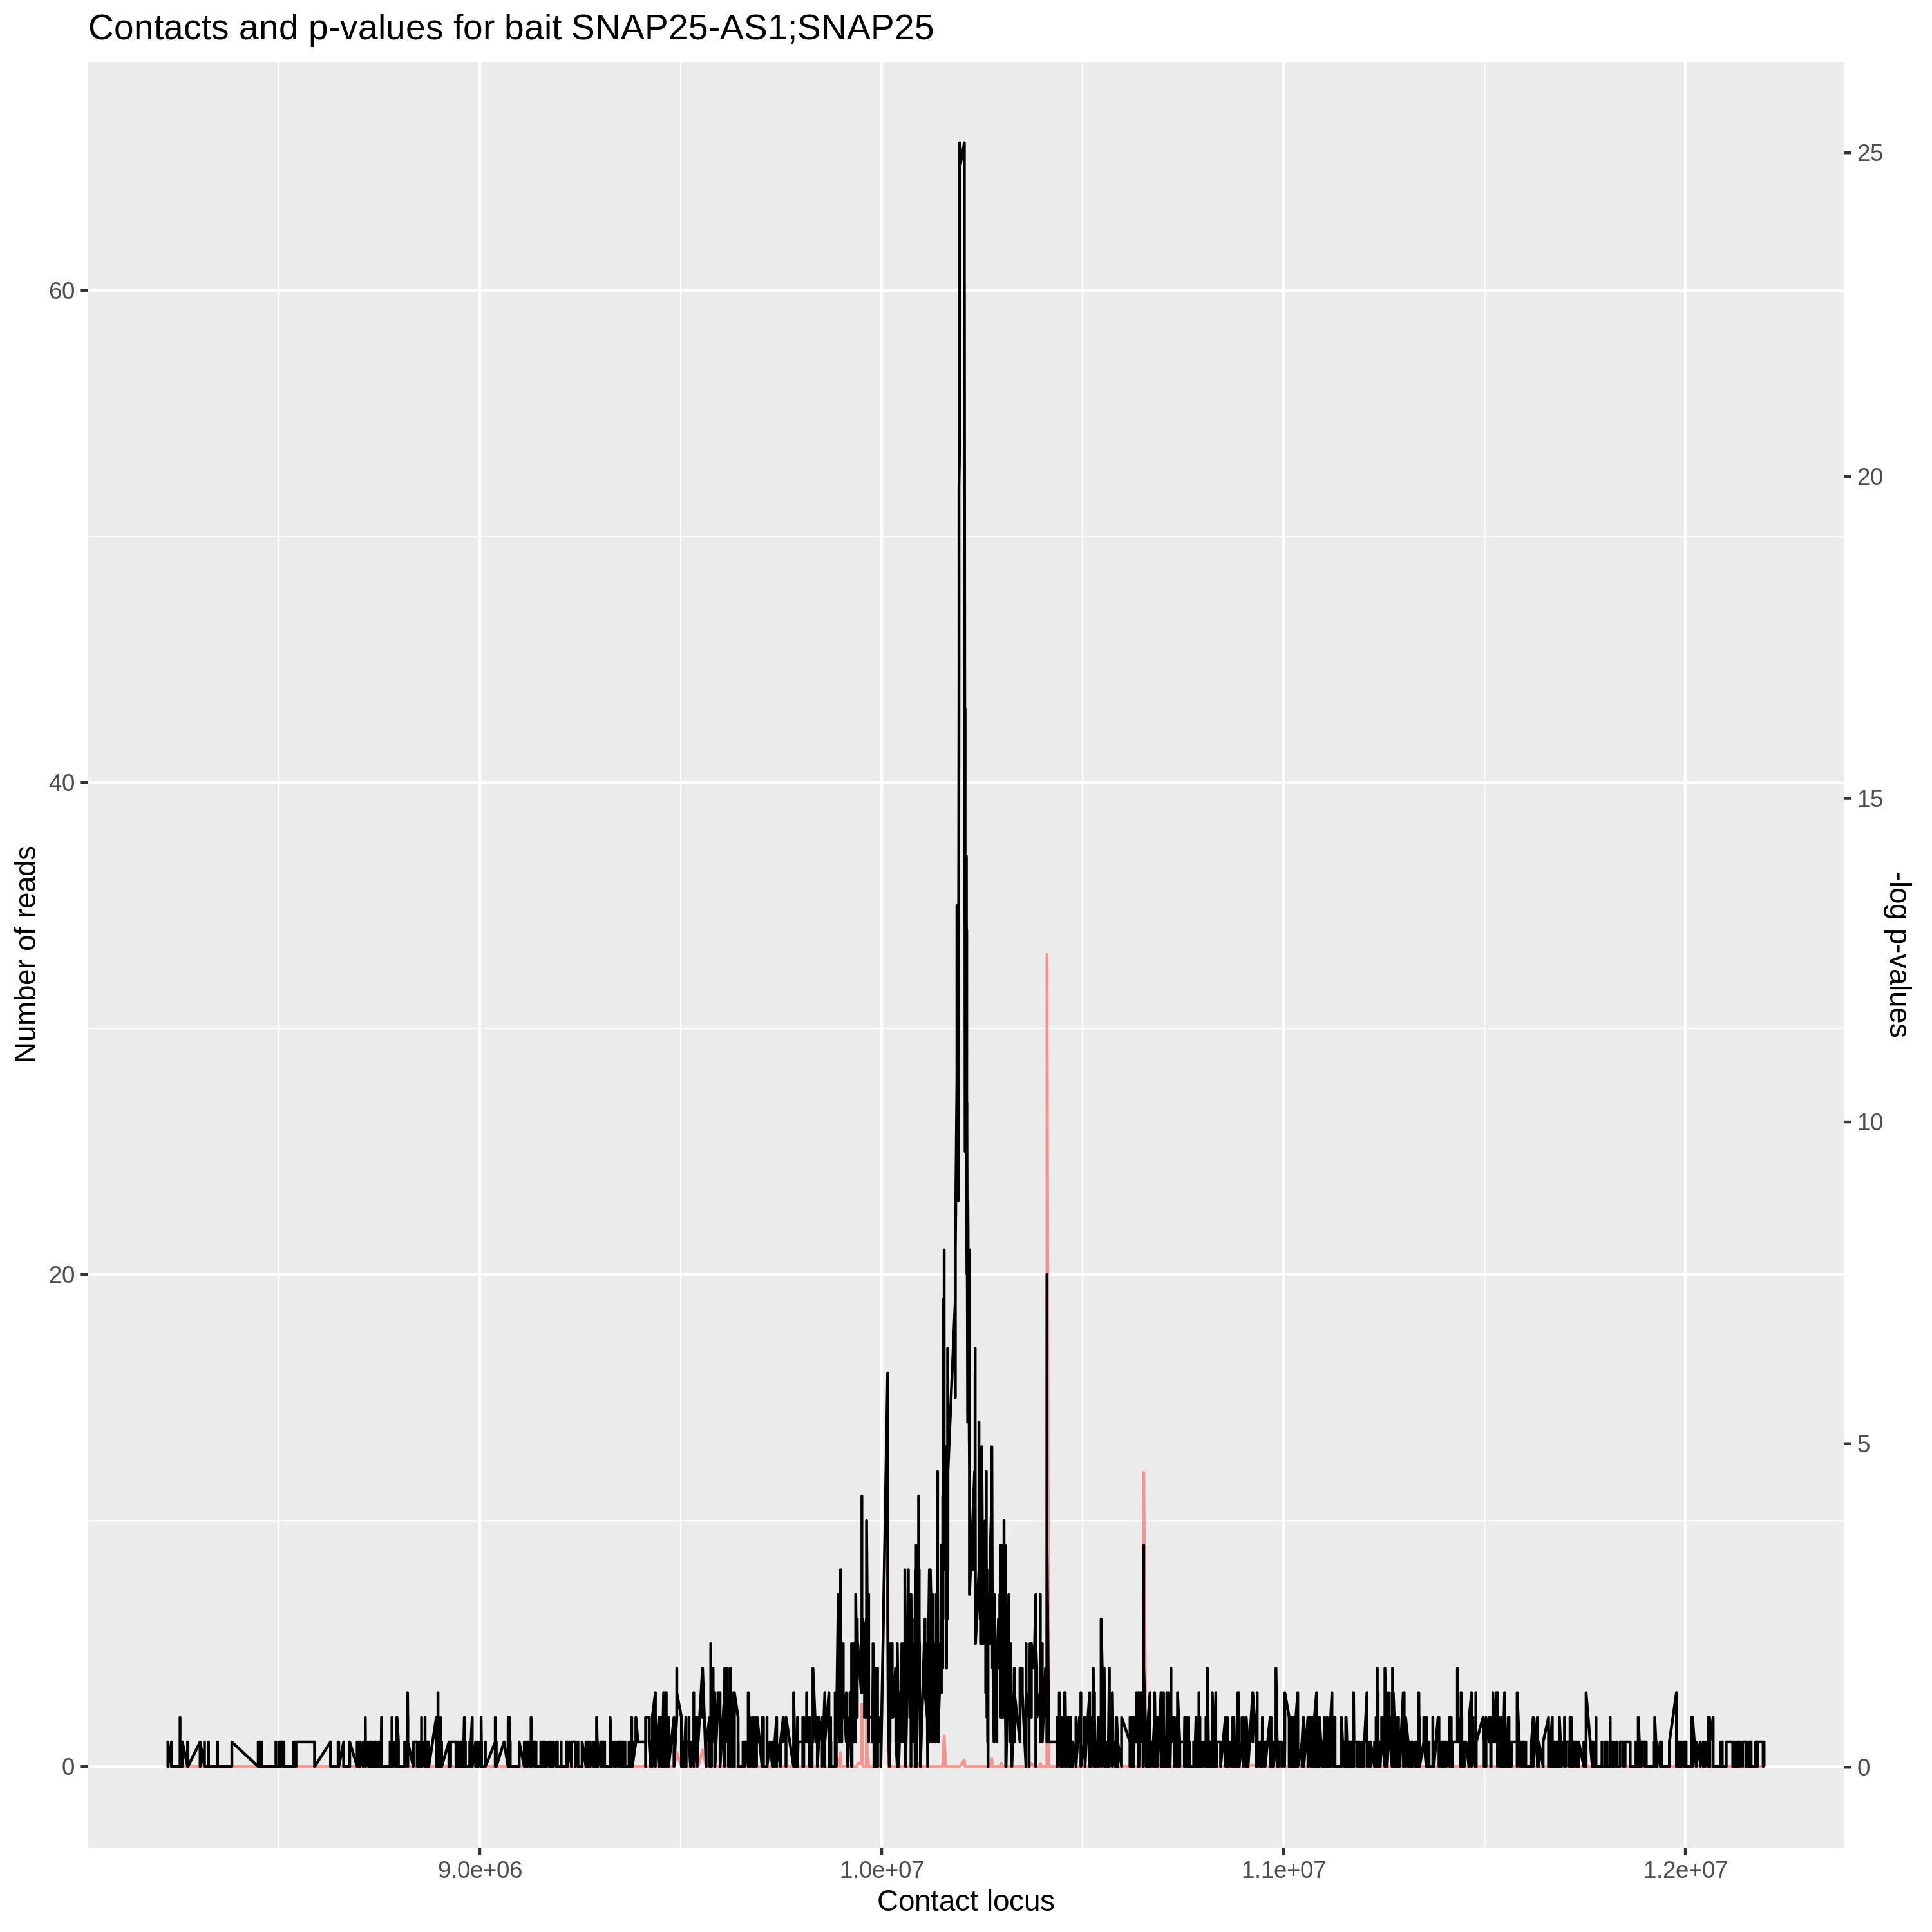 Contacts and p-values for bait SNAP25-AS1;SNAP25
60
40
20
0
Number of reads
25
20
15
10
5
0
-log p-values
9.0e+06
1.0e+07
1.1e+07
1.2e+07
Contact locus